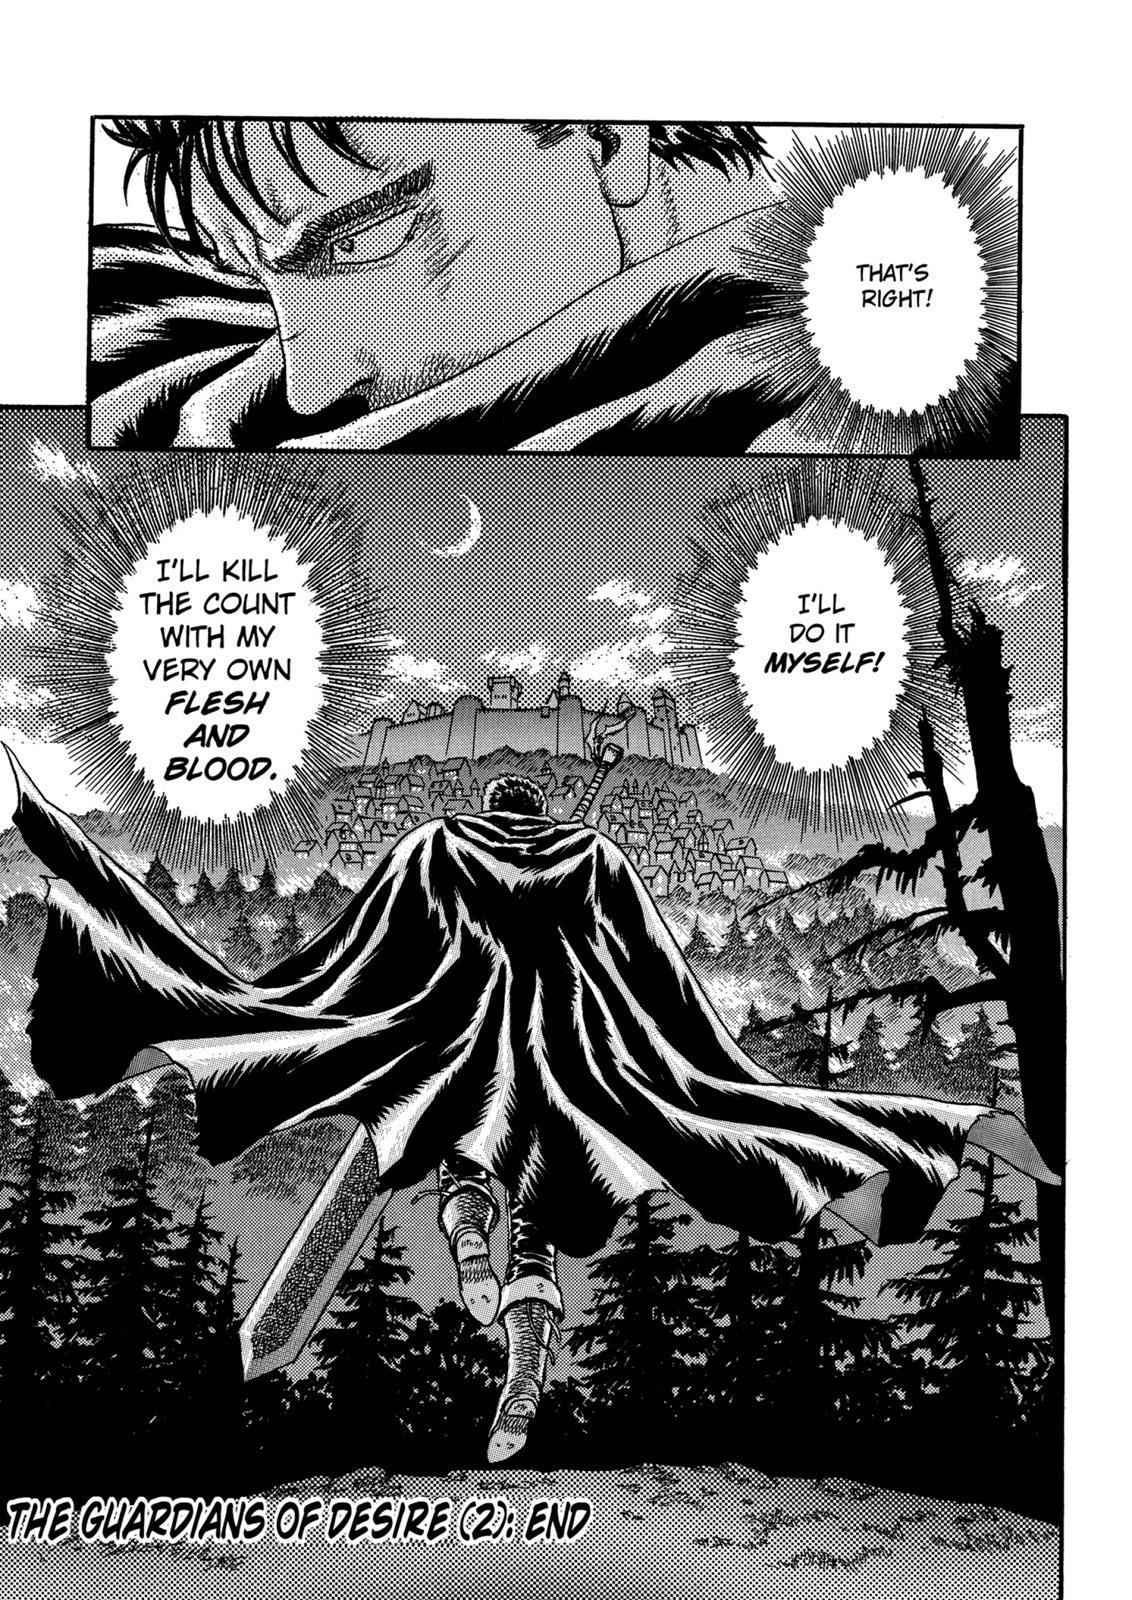 THAT'S
RIGHT!
I'LL
DO IT
MYSELF!
I'LL KILL
THE COUNT
WITH MY
VERY OWN
FLESH
AND
BLOOD.
THE GUARDIANS OF DESIRE (2): END